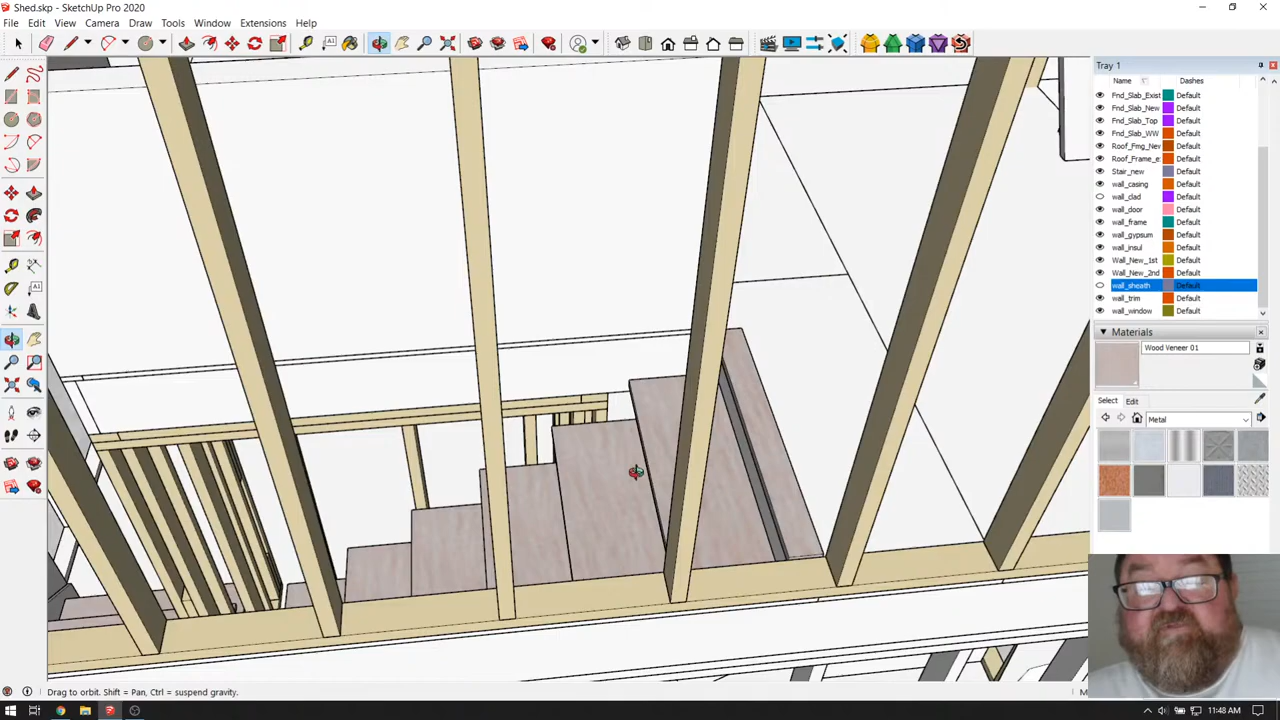 Shed.skp - SketchUp Pro 2020
File Edit View Camera Draw Tools Window Extensions Help
Tray 1
Name Dashes
Fnd_Slab_Exist Default
Fnd_Slab_New Default
Fnd_Slab_Top Default
Fnd_Slab_WW Default
Roof_Fmg_New Default
Roof_Frame_e: Default
Stair_new Default
wall_casing Default
wall_clad Default
wall_door Default
wall_frame Default
wall_gypsum Default
wall_insul Default
Wall_New_1st Default
Wall_New_2nd Default
wall_sheath Default
wall_trim Default
wall_window Default
Materials
Wood Veneer 01
Select Edit
Metal
Drag to orbit. Shift = Pan, Ctrl = suspend gravity.
11:48 AM